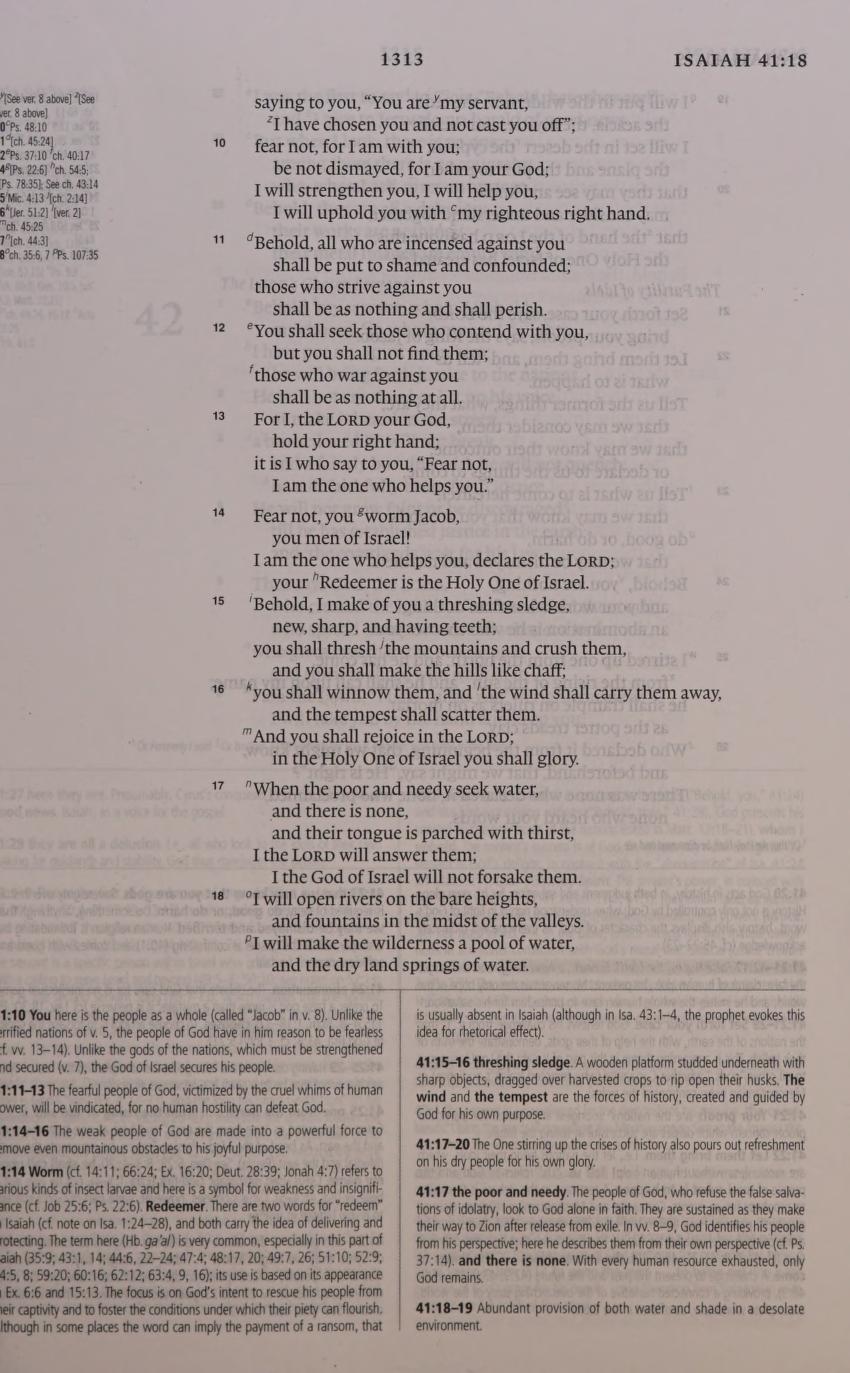 1313 ISAIAH 41:18
y[See ver. 8 above] z[See
ver. 8 above]
0 c Ps. 48:10
1 d [ch. 45:24]
2 e Ps. 37:10 f ch. 40:17
4 g [Ps. 22:6] h ch. 54:5;
[Ps. 78:35]; See ch. 43:14
5 i Mic. 4:13 j [ch. 2:14]
6 k [Jer. 51:2] l [ver. 2]
m ch. 45:25
7 n [ch. 44:3]
8 o ch. 35:6, 7 p Ps. 107:35
saying to you, “You are y my servant,
z I have chosen you and not cast you off”;
10 fear not, for I am with you;
be not dismayed, for I am your God;
I will strengthen you, I will help you,
I will uphold you with c my righteous right hand.
11 d Behold, all who are incensed against you
shall be put to shame and confounded;
those who strive against you
shall be as nothing and shall perish.
12 e You shall seek those who contend with you,
but you shall not find them;
f those who war against you
shall be as nothing at all.
13 For I, the LORD your God,
hold your right hand;
it is I who say to you, “Fear not,
I am the one who helps you.”
14 Fear not, you g worm Jacob,
you men of Israel!
I am the one who helps you, declares the LORD;
your h Redeemer is the Holy One of Israel.
15 i Behold, I make of you a threshing sledge,
new, sharp, and having teeth;
you shall thresh j the mountains and crush them,
and you shall make the hills like chaff;
16 k you shall winnow them, and l the wind shall carry them away,
and the tempest shall scatter them.
m And you shall rejoice in the LORD;
in the Holy One of Israel you shall glory.
17 n When the poor and needy seek water,
and there is none,
and their tongue is parched with thirst,
I the LORD will answer them;
I the God of Israel will not forsake them.
18 o I will open rivers on the bare heights,
and fountains in the midst of the valleys.
p I will make the wilderness a pool of water,
and the dry land springs of water.
1:10 You here is the people as a whole (called “Jacob” in v. 8). Unlike the
rrified nations of v. 5, the people of God have in him reason to be fearless
f. vv. 13–14). Unlike the gods of the nations, which must be strengthened
nd secured (v. 7), the God of Israel secures his people.
1:11–13 The fearful people of God, victimized by the cruel whims of human
ower, will be vindicated, for no human hostility can defeat God.
1:14–16 The weak people of God are made into a powerful force to
emove even mountainous obstacles to his joyful purpose.
1:14 Worm (cf. 14:11; 66:24; Ex. 16:20; Deut. 28:39; Jonah 4:7) refers to
arious kinds of insect larvae and here is a symbol for weakness and insignifi-
ance (cf. Job 25:6; Ps. 22:6). Redeemer. There are two words for “redeem”
Isaiah (cf. note on Isa. 1:24–28), and both carry the idea of delivering and
rotecting. The term here (Hb. ga’al) is very common, especially in this part of
aiah (35:9; 43:1, 14; 44:6, 22–24; 47:4; 48:17, 20; 49:7, 26; 51:10; 52:9;
4:5, 8; 59:20; 60:16; 62:12; 63:4, 9, 16); its use is based on its appearance
Ex. 6:6 and 15:13. The focus is on God’s intent to rescue his people from
eir captivity and to foster the conditions under which their piety can flourish.
lthough in some places the word can imply the payment of a ransom, that
is usually absent in Isaiah (although in Isa. 43:1–4, the prophet evokes this
idea for rhetorical effect).
41:15–16 threshing sledge. A wooden platform studded underneath with
sharp objects, dragged over harvested crops to rip open their husks. The
wind and the tempest are the forces of history, created and guided by
God for his own purpose.
41:17–20 The One stirring up the crises of history also pours out refreshment
on his dry people for his own glory.
41:17 the poor and needy. The people of God, who refuse the false salva-
tions of idolatry, look to God alone in faith. They are sustained as they make
their way to Zion after release from exile. In vv. 8–9, God identifies his people
from his perspective; here he describes them from their own perspective (cf. Ps.
37:14). and there is none. With every human resource exhausted, only
God remains.
41:18–19 Abundant provision of both water and shade in a desolate
environment.